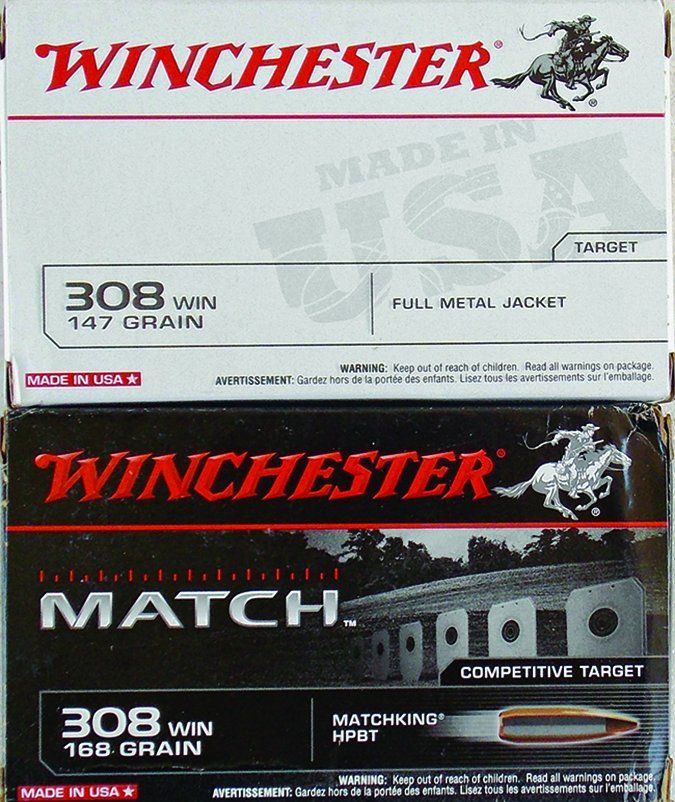 WINCHESTER®
MADE IN
USA
TARGET
308 WIN
147 GRAIN
FULL METAL JACKET
MADE IN USA ★
WARNING: Keep out of reach of children. Read all warnings on package.
AVERTISSEMENT: Gardez hors de la portée des enfants. Lisez tous les avertissements sur l'emballage.
WINCHESTER®
MATCH™
COMPETITIVE TARGET
308 WIN
168 GRAIN
MATCHKING®
HPBT
MADE IN USA ★
WARNING: Keep out of reach of children. Read all warnings on package.
AVERTISSEMENT: Gardez hors de la portée des enfants. Lisez tous les avertissements sur l'emballage.